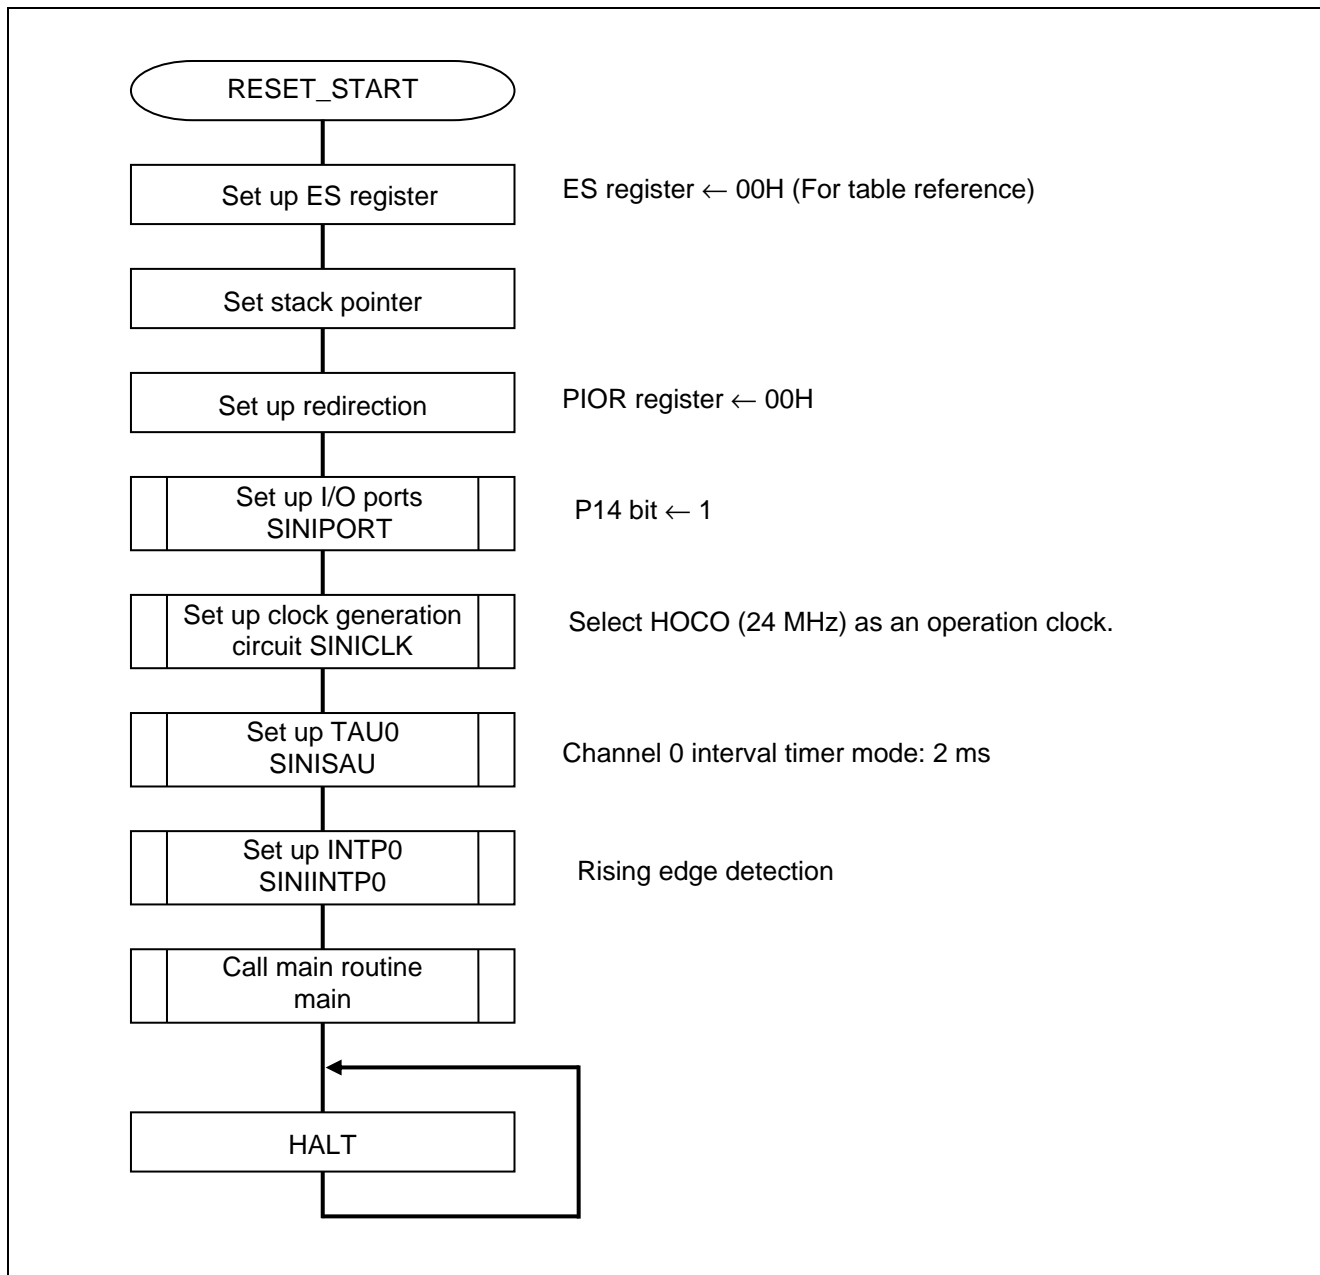 RESET_START
Set up ES register
ES register ← 00H (For table reference)
Set stack pointer
Set up redirection
PIOR register ← 00H
Set up I/O ports
SINIPORT
P14 bit ← 1
Set up clock generation
circuit SINICLK
Select HOCO (24 MHz) as an operation clock.
Set up TAU0
SINISAU
Channel 0 interval timer mode: 2 ms
Set up INTP0
SINIINTP0
Rising edge detection
Call main routine
main
HALT